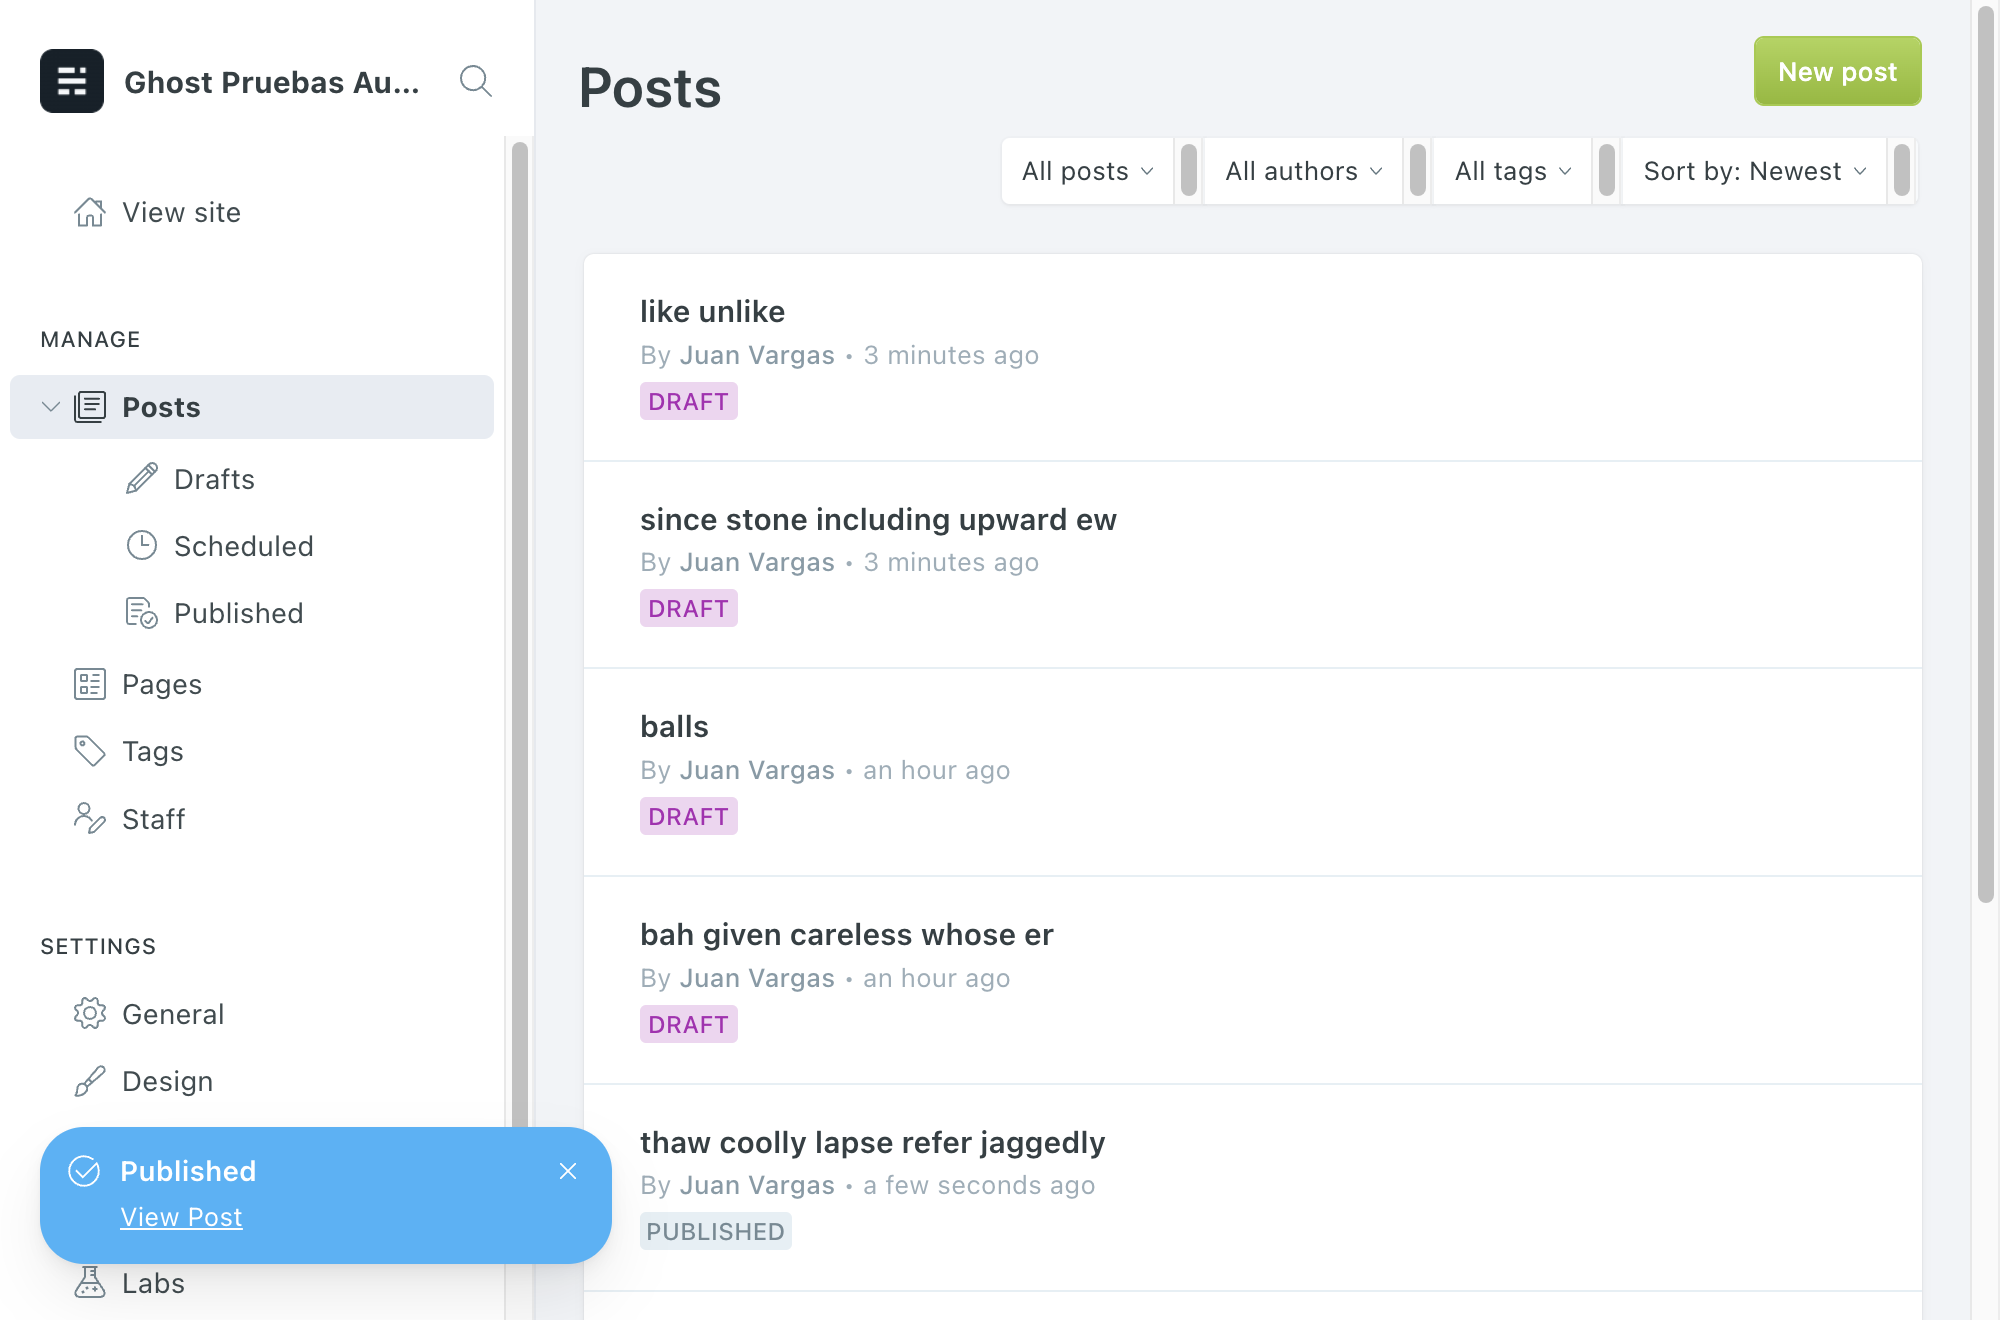 Ghost Pruebas Au...
View site
MANAGE
Posts
Drafts
Scheduled
Published
Pages
Tags
Staff
SETTINGS
General
Design
Published
View Post
Labs
Posts
New post
All posts
All authors
All tags
Sort by: Newest
like unlike
By Juan Vargas • 3 minutes ago
DRAFT
since stone including upward ew
By Juan Vargas • 3 minutes ago
DRAFT
balls
By Juan Vargas • an hour ago
DRAFT
bah given careless whose er
By Juan Vargas • an hour ago
DRAFT
thaw coolly lapse refer jaggedly
By Juan Vargas • a few seconds ago
PUBLISHED